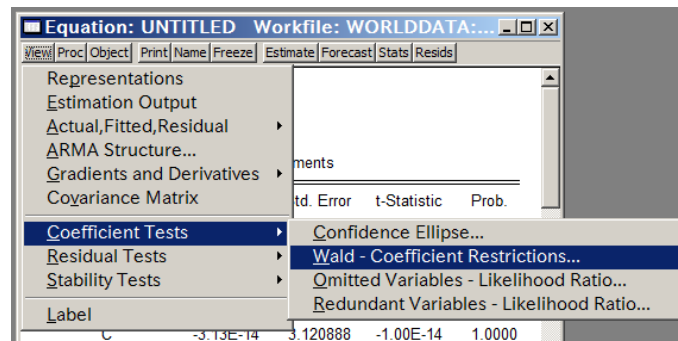 Equation: UNTITLED Workfile: WORLDDATA:...
View Proc Object Print Name Freeze Estimate Forecast Stats Resids
Representations
Estimation Output
Actual,Fitted,Residual
ARMA Structure...
Gradients and Derivatives
Covariance Matrix
Coefficient Tests
Residual Tests
Stability Tests
Label
Confidence Ellipse...
Wald - Coefficient Restrictions...
Omitted Variables - Likelihood Ratio...
Redundant Variables - Likelihood Ratio...
ments
td. Error t-Statistic Prob.
C -3.13E-14 3.120888 -1.00E-14 1.0000